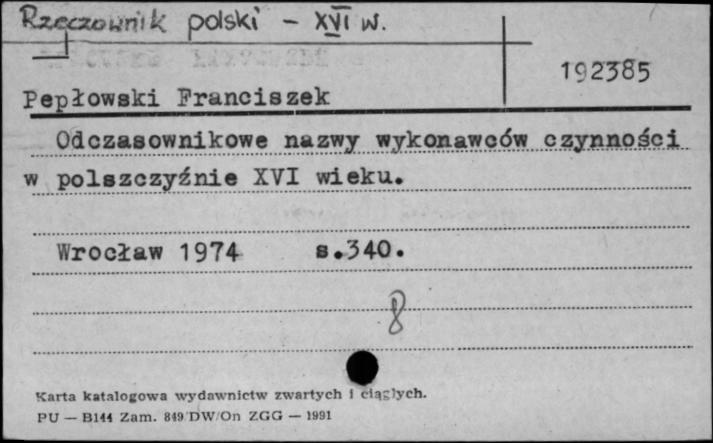 Rzeczownik polski - XVI w.
192385
Pepłowski Franciszek
Odczasownikowe nazwy wykonawców czynności
w polszczyźnie XVI wieku.
Wrocław 1974 s.340.
8
Karta katalogowa wydawnictw zwartych i ciągłych.
PU — B144 Zam. 849/DW/On ZGG — 1991